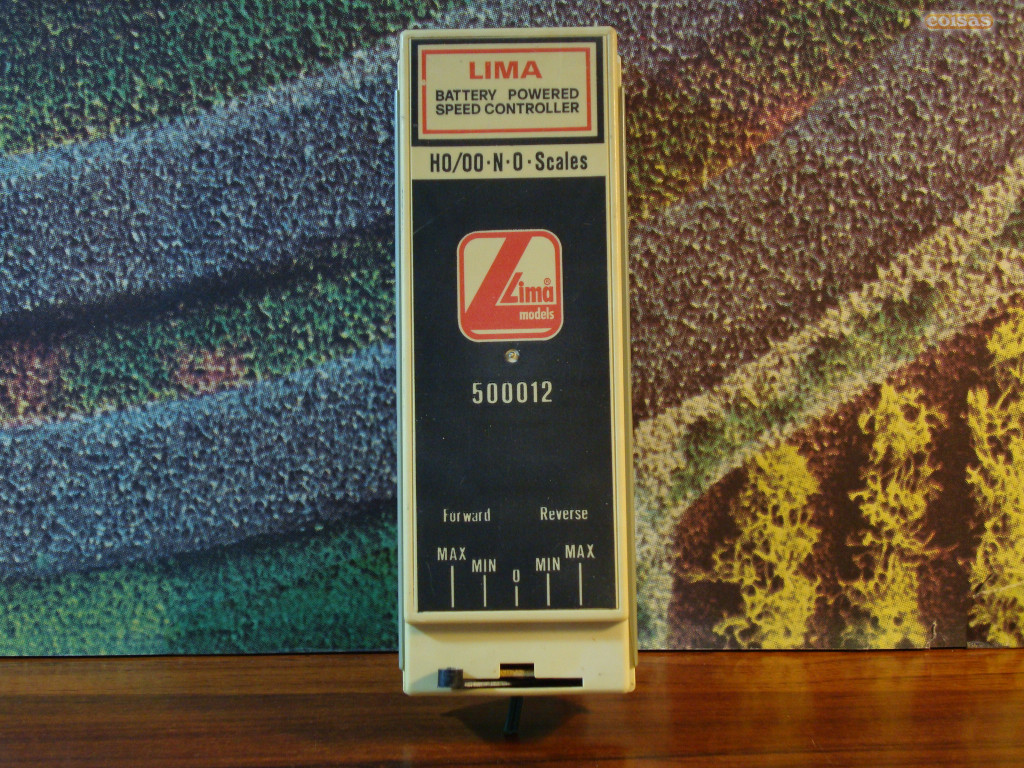 coisas
LIMA
BATTERY POWERED
SPEED CONTROLLER
HO/OO·N·O·Scales
Lima®
models
500012
Forward Reverse
MAX MIN 0 MIN MAX